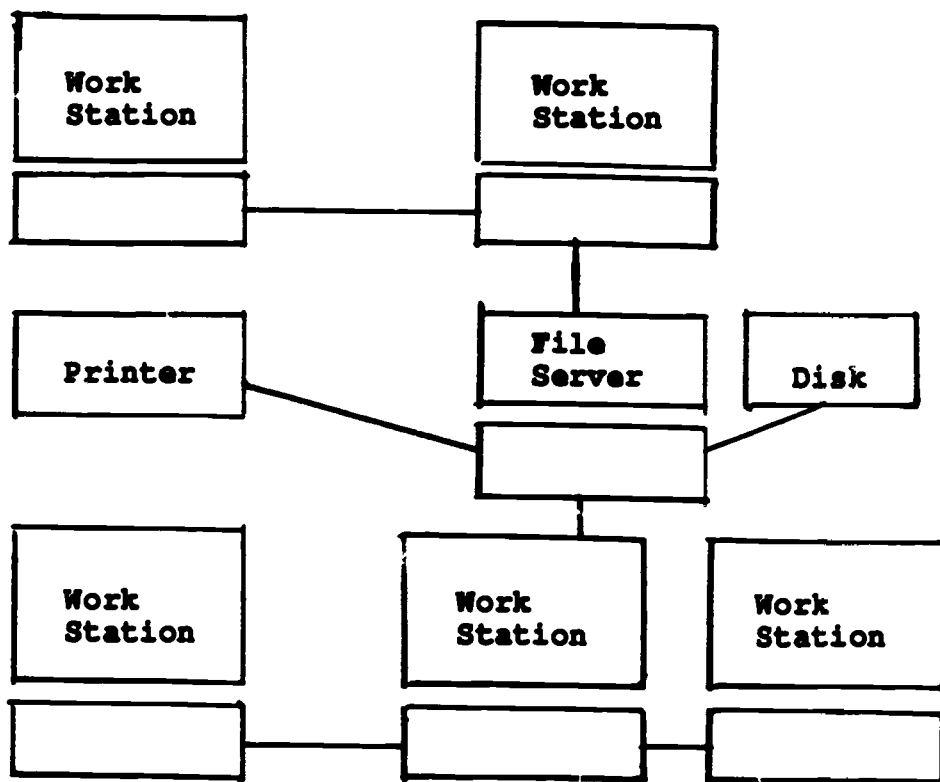 Work
Station
Work
Station
Printer
File
Server
Disk
Work
Station
Work
Station
Work
Station